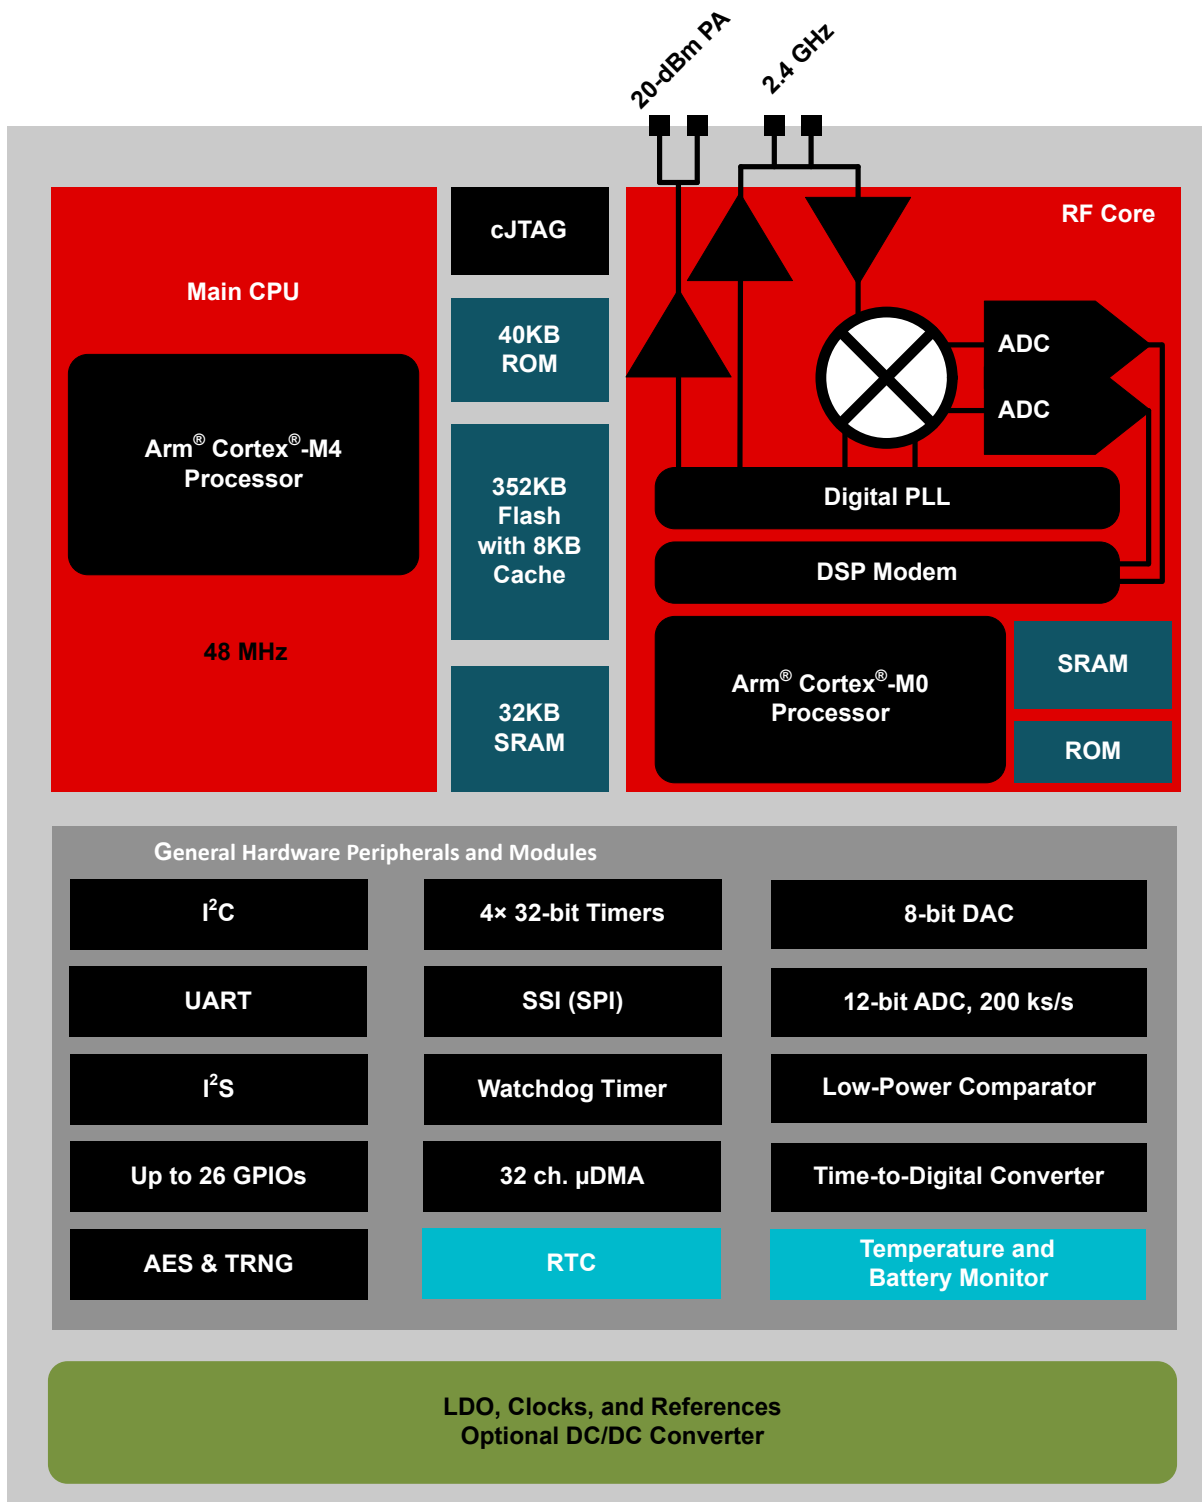 20-dBm PA
2.4 GHz
Main CPU
Arm® Cortex®-M4
Processor
48 MHz
cJTAG
40KB
ROM
352KB
Flash
with 8KB
Cache
32KB
SRAM
RF Core
ADC
ADC
Digital PLL
DSP Modem
Arm® Cortex®-M0
Processor
SRAM
ROM
General Hardware Peripherals and Modules
I²C
4× 32-bit Timers
8-bit DAC
UART
SSI (SPI)
12-bit ADC, 200 ks/s
I²S
Watchdog Timer
Low-Power Comparator
Up to 26 GPIOs
32 ch. µDMA
Time-to-Digital Converter
AES & TRNG
RTC
Temperature and
Battery Monitor
LDO, Clocks, and References
Optional DC/DC Converter